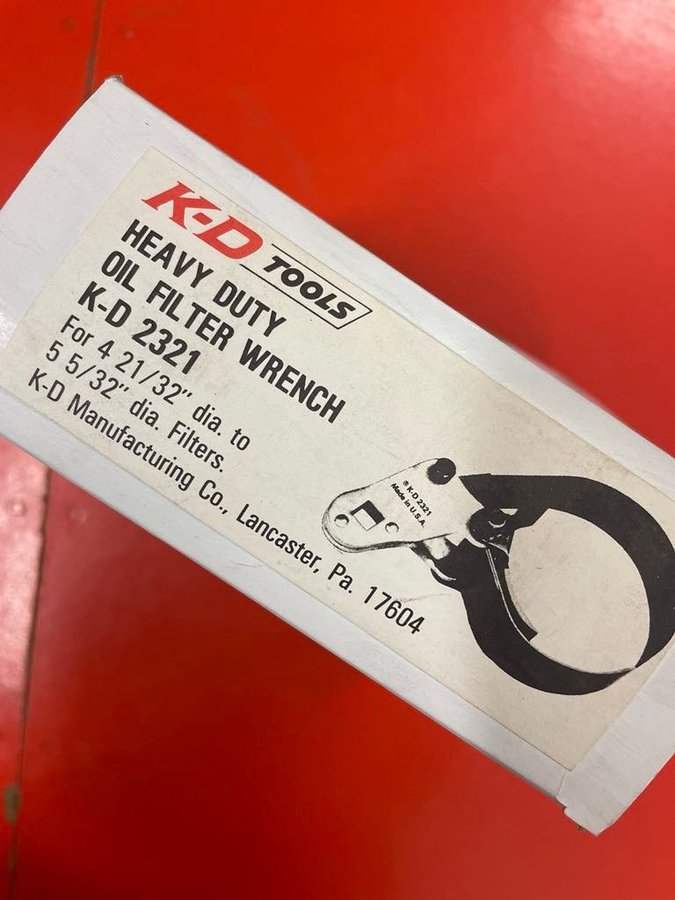 K-D TOOLS
HEAVY DUTY
OIL FILTER WRENCH
K-D 2321
For 4 21/32" dia. to
5 5/32" dia. Filters.
K-D Manufacturing Co., Lancaster, Pa. 17604
® K-D 2321
Made in U.S.A.